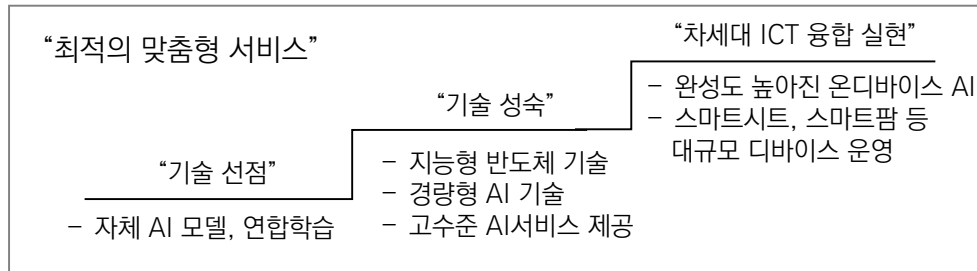 “최적의 맞춤형 서비스”
“차세대 ICT 융합 실현”
– 완성도 높아진 온디바이스 AI
– 스마트시트, 스마트팜 등
대규모 디바이스 운영
“기술 성숙”
– 지능형 반도체 기술
– 경량형 AI 기술
– 고수준 AI서비스 제공
“기술 선점”
– 자체 AI 모델, 연합학습